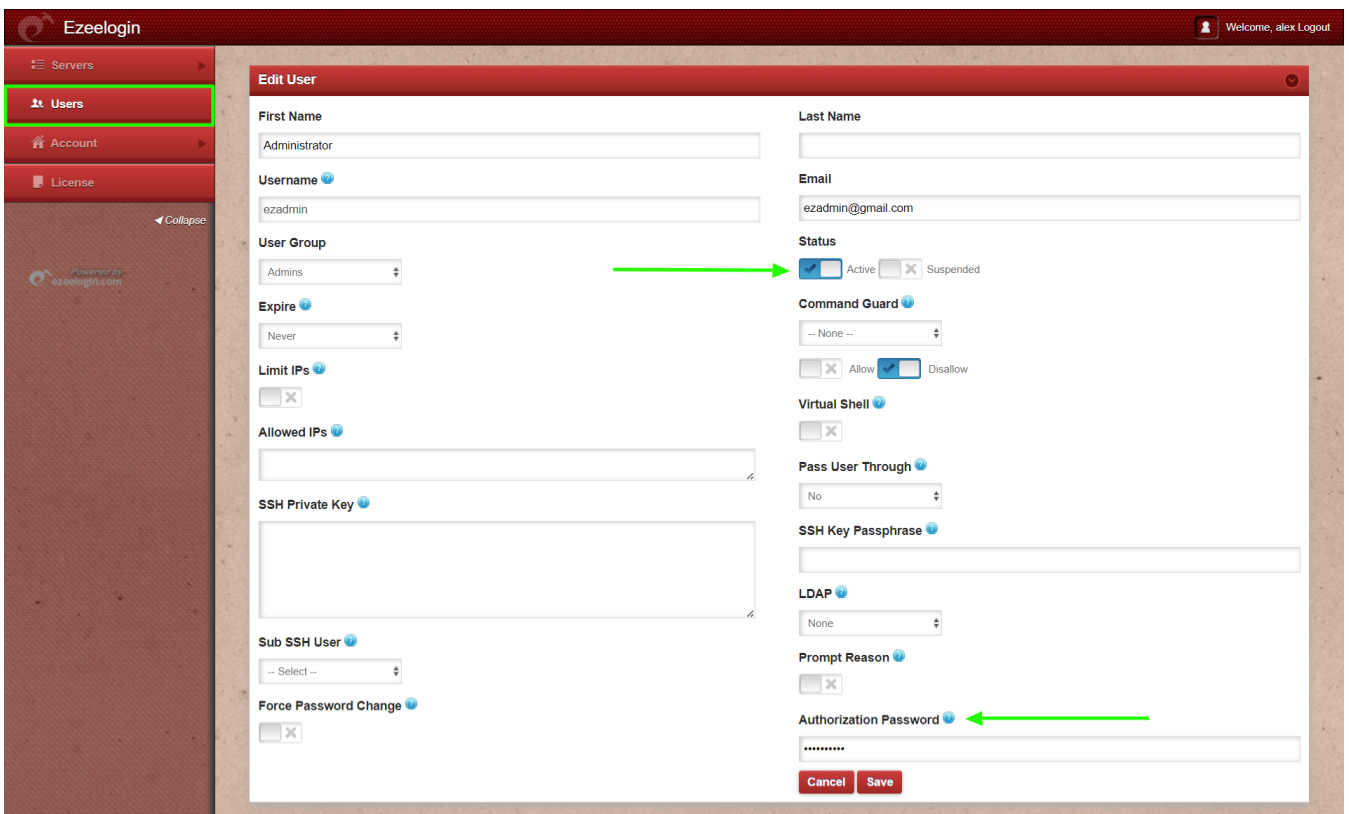 Ezeelogin
Welcome, alex Logout
Servers
Users
Account
License
Collapse
Powered by
ezeelogin.com
Edit User
First Name
Administrator
Last Name
Username
ezadmin
Email
ezadmin@gmail.com
User Group
Admins
Status
Active Suspended
Expire
Never
Command Guard
-- None --
Allow Disallow
Limit IPs
Virtual Shell
Allowed IPs
Pass User Through
No
SSH Private Key
SSH Key Passphrase
LDAP
None
Sub SSH User
-- Select --
Prompt Reason
Force Password Change
Authorization Password
••••••••••
Cancel Save